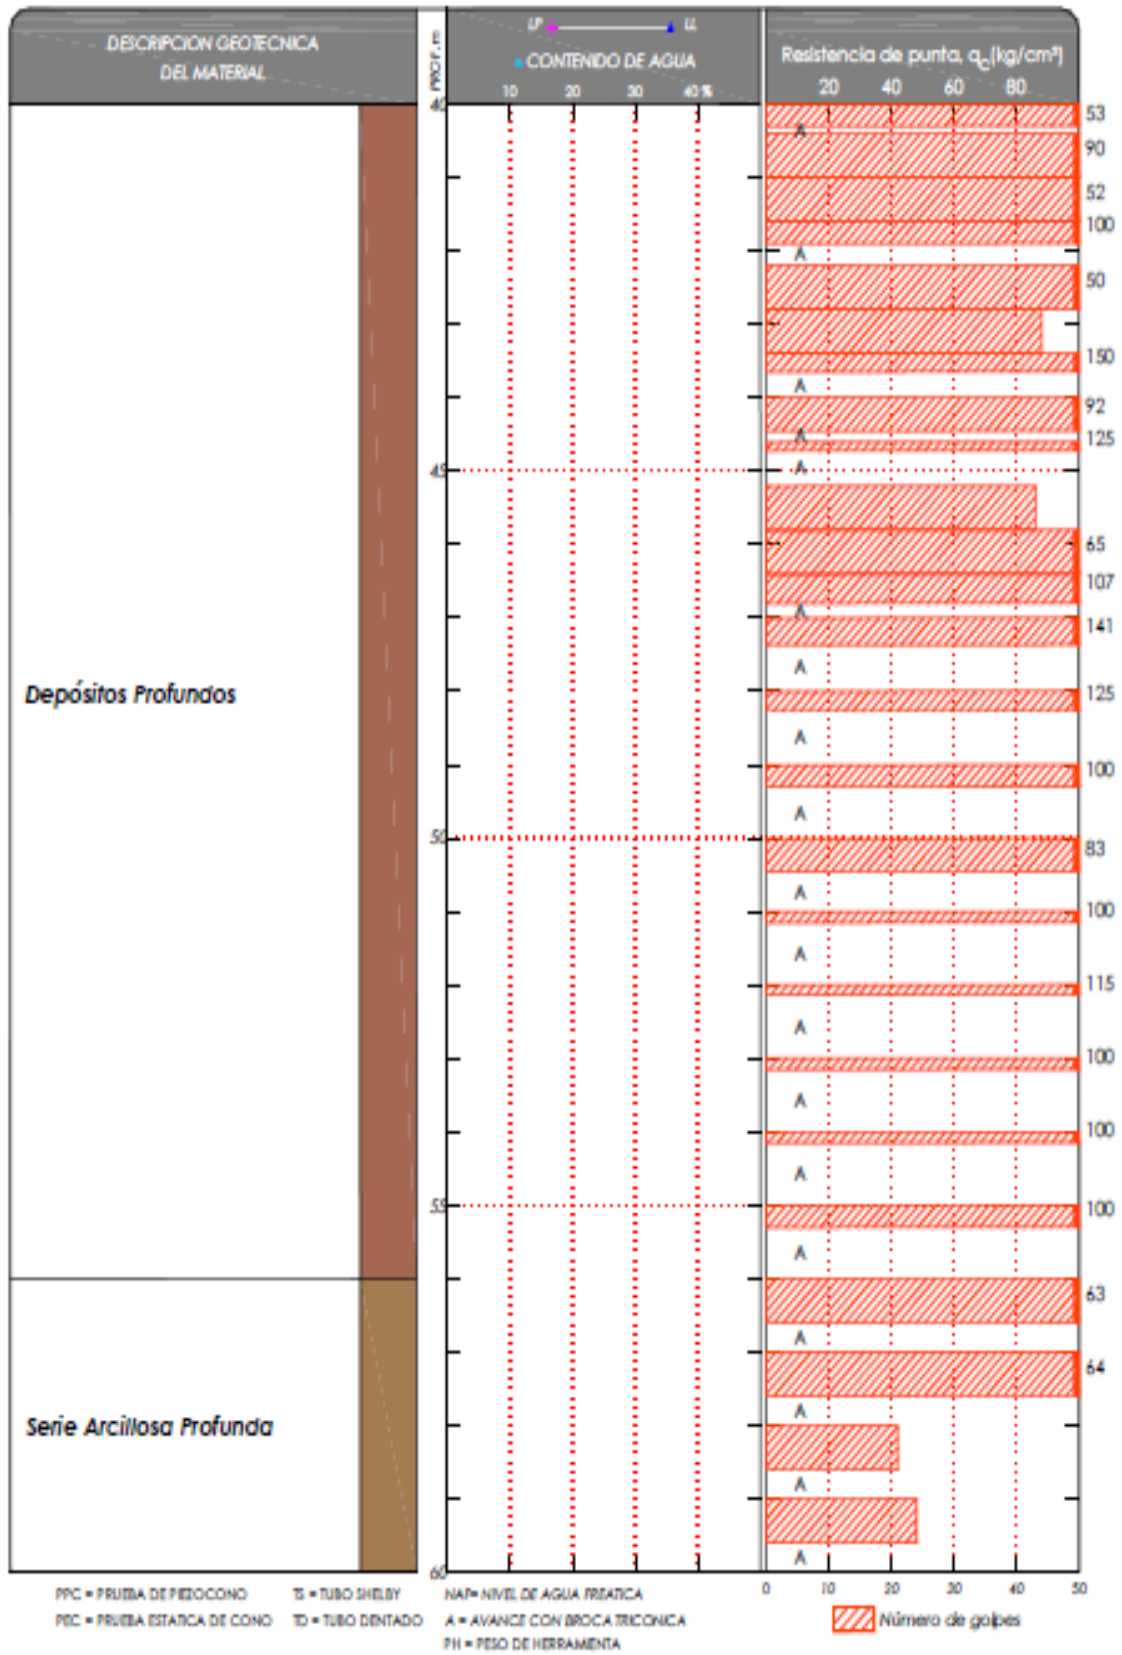 DESCRIPCION GEOTECNICA
DEL MATERIAL
PROF. m
LP LL
CONTENIDO DE AGUA
10 20 30 40 %
Resistencia de punta, qc(kg/cm²)
20 40 60 80
40
53
A
90
52
100
A
50
150
A
92
A
125
45
A
65
107
A
141
A
Depósitos Profundos
125
A
100
A
50
83
A
100
A
115
A
100
A
100
A
55
100
A
63
A
64
A
Serie Arcillosa Profunda
A
A
60
0 10 20 30 40 50
PPC = PRUEBA DE PIEZOCONO TS = TUBO SHELBY NAF= NIVEL DE AGUA FREATICA
PEC = PRUEBA ESTATICA DE CONO TD = TUBO DENTADO A = AVANCE CON BROCA TRICONICA
PH = PESO DE HERRAMENTA
Número de golpes